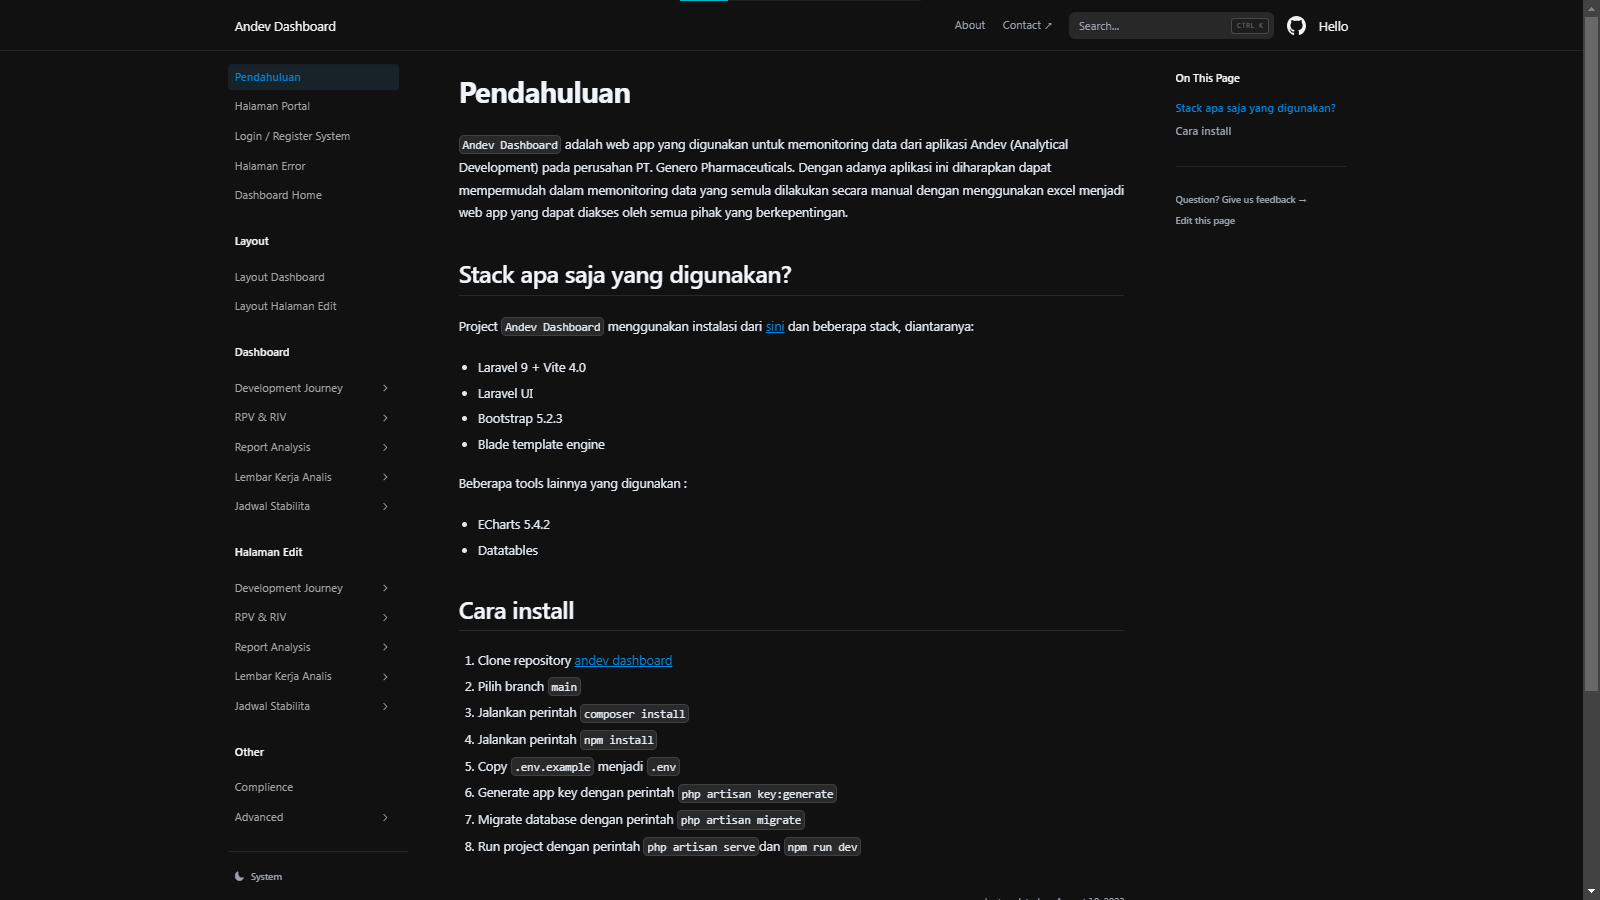 Andev Dashboard
About
Contact ↗
Search...
CTRL K
Hello
Pendahuluan
Halaman Portal
Login / Register System
Halaman Error
Dashboard Home
Layout
Layout Dashboard
Layout Halaman Edit
Dashboard
Development Journey
RPV & RIV
Report Analysis
Lembar Kerja Analis
Jadwal Stabilita
Halaman Edit
Development Journey
RPV & RIV
Report Analysis
Lembar Kerja Analis
Jadwal Stabilita
Other
Complience
Advanced
System
Pendahuluan
Andev Dashboard adalah web app yang digunakan untuk memonitoring data dari aplikasi Andev (Analytical
Development) pada perusahan PT. Genero Pharmaceuticals. Dengan adanya aplikasi ini diharapkan dapat
mempermudah dalam memonitoring data yang semula dilakukan secara manual dengan menggunakan excel menjadi
web app yang dapat diakses oleh semua pihak yang berkepentingan.
Stack apa saja yang digunakan?
Project Andev Dashboard menggunakan instalasi dari sini dan beberapa stack, diantaranya:
• Laravel 9 + Vite 4.0
• Laravel UI
• Bootstrap 5.2.3
• Blade template engine
Beberapa tools lainnya yang digunakan :
• ECharts 5.4.2
• Datatables
Cara install
1. Clone repository andev dashboard
2. Pilih branch main
3. Jalankan perintah composer install
4. Jalankan perintah npm install
5. Copy .env.example menjadi .env
6. Generate app key dengan perintah php artisan key:generate
7. Migrate database dengan perintah php artisan migrate
8. Run project dengan perintah php artisan serve dan npm run dev
On This Page
Stack apa saja yang digunakan?
Cara install
Question? Give us feedback →
Edit this page